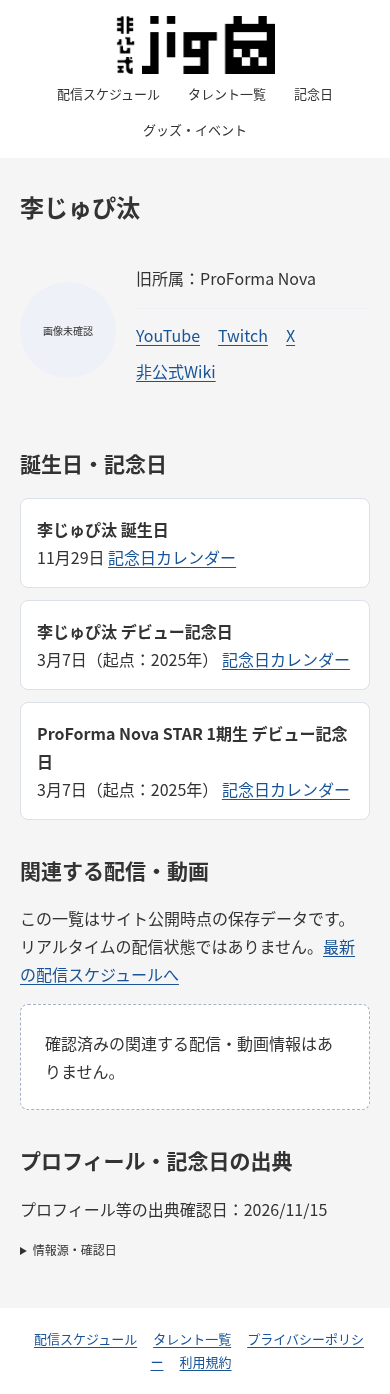 非公式 jig
配信スケジュール タレント一覧 記念日
グッズ・イベント
李じゅぴ汰
画像未確認
旧所属：ProForma Nova
YouTube Twitch X
非公式Wiki
誕生日・記念日
李じゅぴ汰 誕生日
11月29日 記念日カレンダー
李じゅぴ汰 デビュー記念日
3月7日（起点：2025年） 記念日カレンダー
ProForma Nova STAR 1期生 デビュー記念
日
3月7日（起点：2025年） 記念日カレンダー
関連する配信・動画
この一覧はサイト公開時点の保存データです。
リアルタイムの配信状態ではありません。最新
の配信スケジュールへ
確認済みの関連する配信・動画情報はあ
りません。
プロフィール・記念日の出典
プロフィール等の出典確認日：2026/11/15
情報源・確認日
配信スケジュール タレント一覧 プライバシーポリシ
ー 利用規約